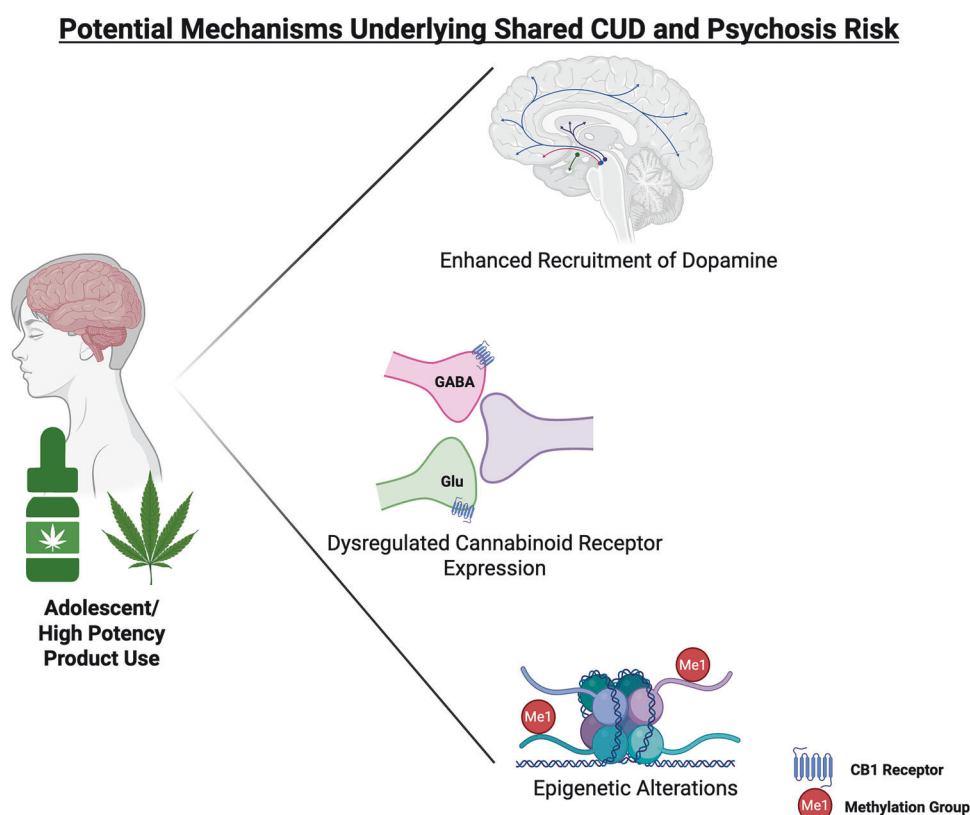 Potential Mechanisms Underlying Shared CUD and Psychosis Risk
Enhanced Recruitment of Dopamine
GABA
Glu
Dysregulated Cannabinoid Receptor
Expression
Adolescent/
High Potency
Product Use
Me1
Me1
Epigenetic Alterations
CB1 Receptor
Me1 Methylation Group